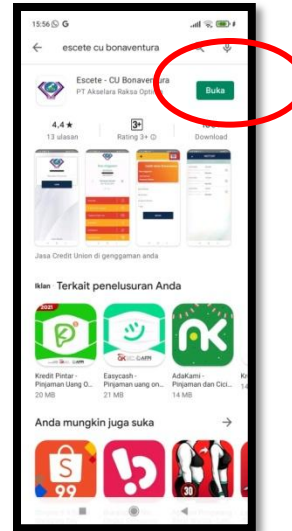 15:56 G
escete cu bonaventura
Escete - CU Bonaventura
PT Akselara Raksa Opti
Buka
4,4★
13 ulasan
3+
Rating 3+
Download
Jasa Credit Union di genggaman anda
Iklan · Terkait penelusuran Anda
2021
Kredit Pintar -
Pinjaman Uang O...
20 MB
Easycash -
Pinjaman uang on...
21 MB
AdaKami -
Pinjaman dan Cici...
14 MB
Anda mungkin juga suka
S
99
30